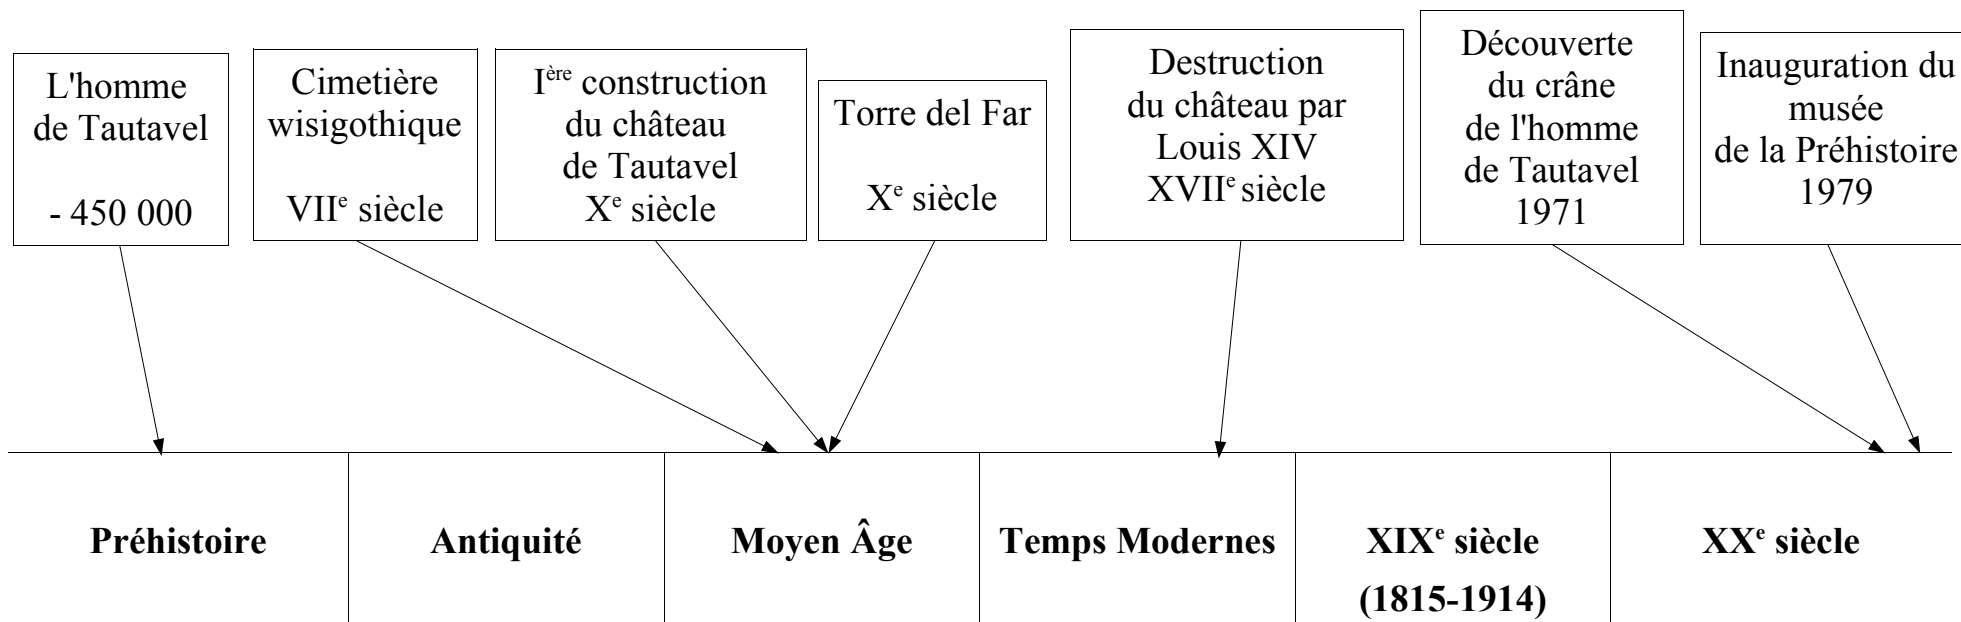 L'homme
de Tautavel
- 450 000
Cimetière
wisigothique
VIIᵉ siècle
Iᵉʳᵉ construction
du château
de Tautavel
Xᵉ siècle
Torre del Far
Xᵉ siècle
Destruction
du château par
Louis XIV
XVIIᵉ siècle
Découverte
du crâne
de l'homme
de Tautavel
1971
Inauguration du
musée
de la Préhistoire
1979
Préhistoire
Antiquité
Moyen Âge
Temps Modernes
XIXᵉ siècle
(1815-1914)
XXᵉ siècle